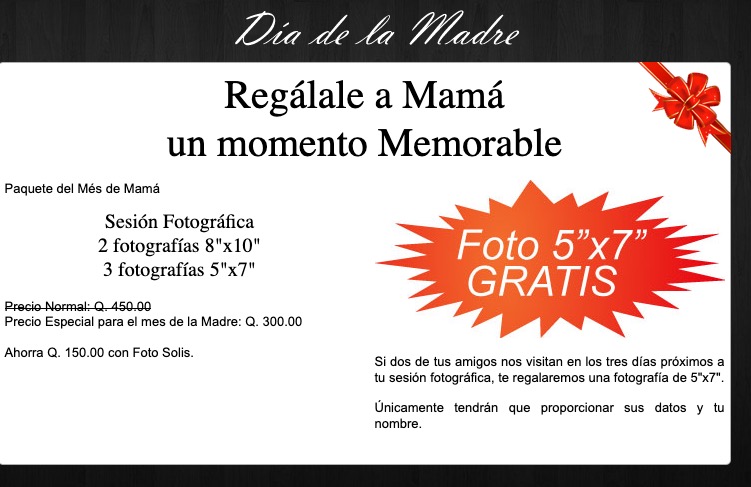 Día de la Madre
Regálale a Mamá
un momento Memorable
Paquete del Més de Mamá
Sesión Fotográfica
2 fotografías 8"x10"
3 fotografías 5"x7"
Precio Normal: Q. 450.00
Precio Especial para el mes de la Madre: Q. 300.00
Ahorra Q. 150.00 con Foto Solis.
Foto 5”x7”
GRATIS
Si dos de tus amigos nos visitan en los tres días próximos a
tu sesión fotográfica, te regalaremos una fotografía de 5"x7".
Únicamente tendrán que proporcionar sus datos y tu
nombre.